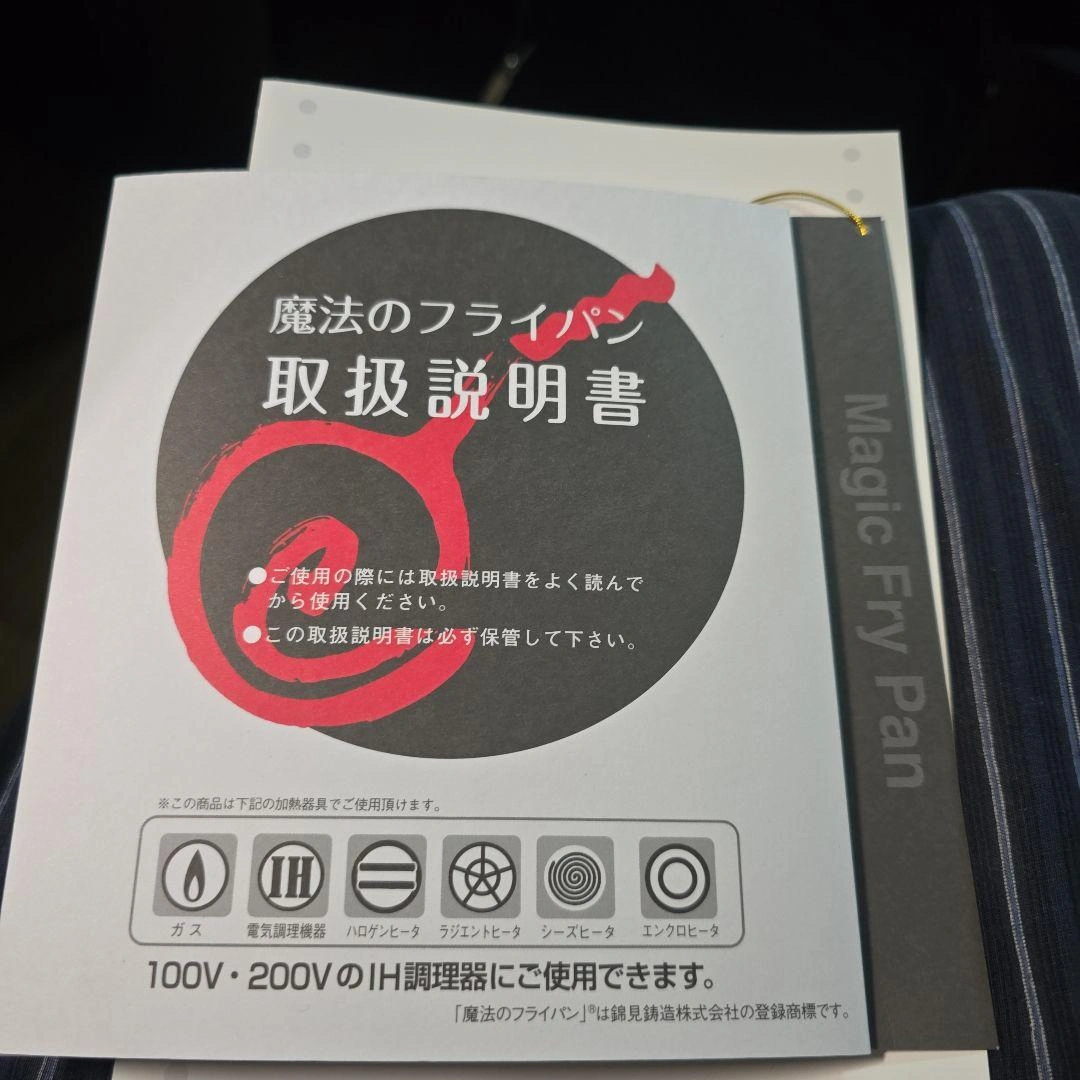 魔法のフライパン
取扱説明書
●ご使用の際には取扱説明書をよく読んで
から使用ください。
●この取扱説明書は必ず保管して下さい。
※この商品は下記の加熱器具でご使用頂けます。
IH
ガス 電気調理機器 ハロゲンヒータ ラジエントヒータ シーズヒータ エンクロヒータ
100V・200VのIH調理器にご使用できます。
「魔法のフライパン」®は錦見鋳造株式会社の登録商標です。
Magic Fry Pan